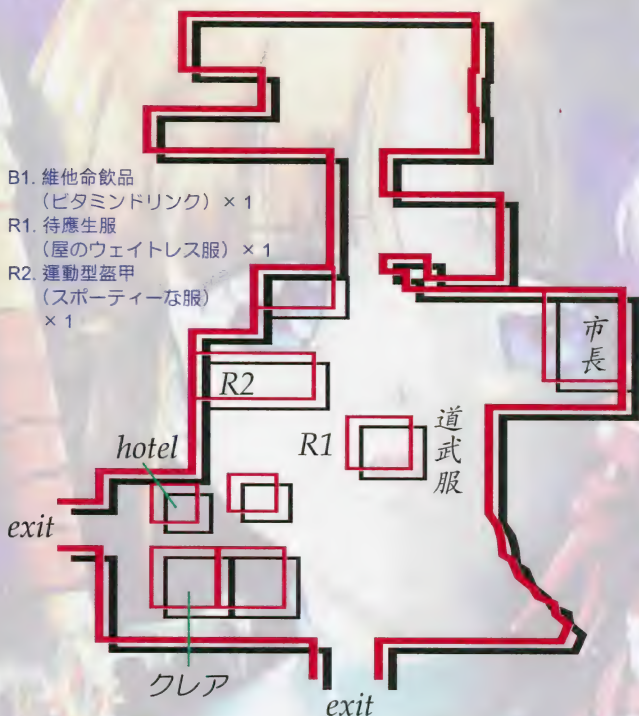 B1. 維他命飲品
（ビタミンドリンク）× 1
R1. 待應生服
（屋のウェイトレス服）× 1
R2. 運動型盔甲
（スポーティーな服）
× 1
市長
R2
R1
道武服
hotel
exit
クレア
exit